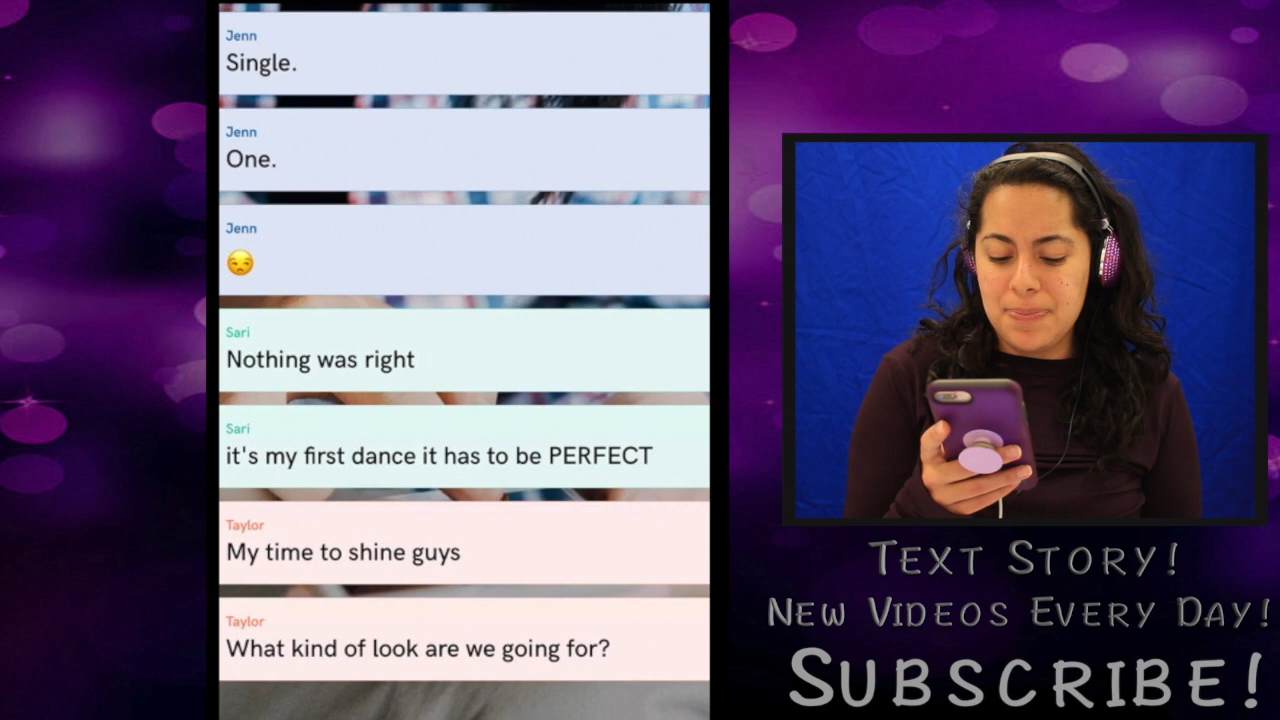 Jenn
Single.
Jenn
One.
Jenn
😒
Sari
Nothing was right
Sari
it's my first dance it has to be PERFECT
Taylor
My time to shine guys
Taylor
What kind of look are we going for?
Text Story!
New Videos Every Day!
Subscribe!